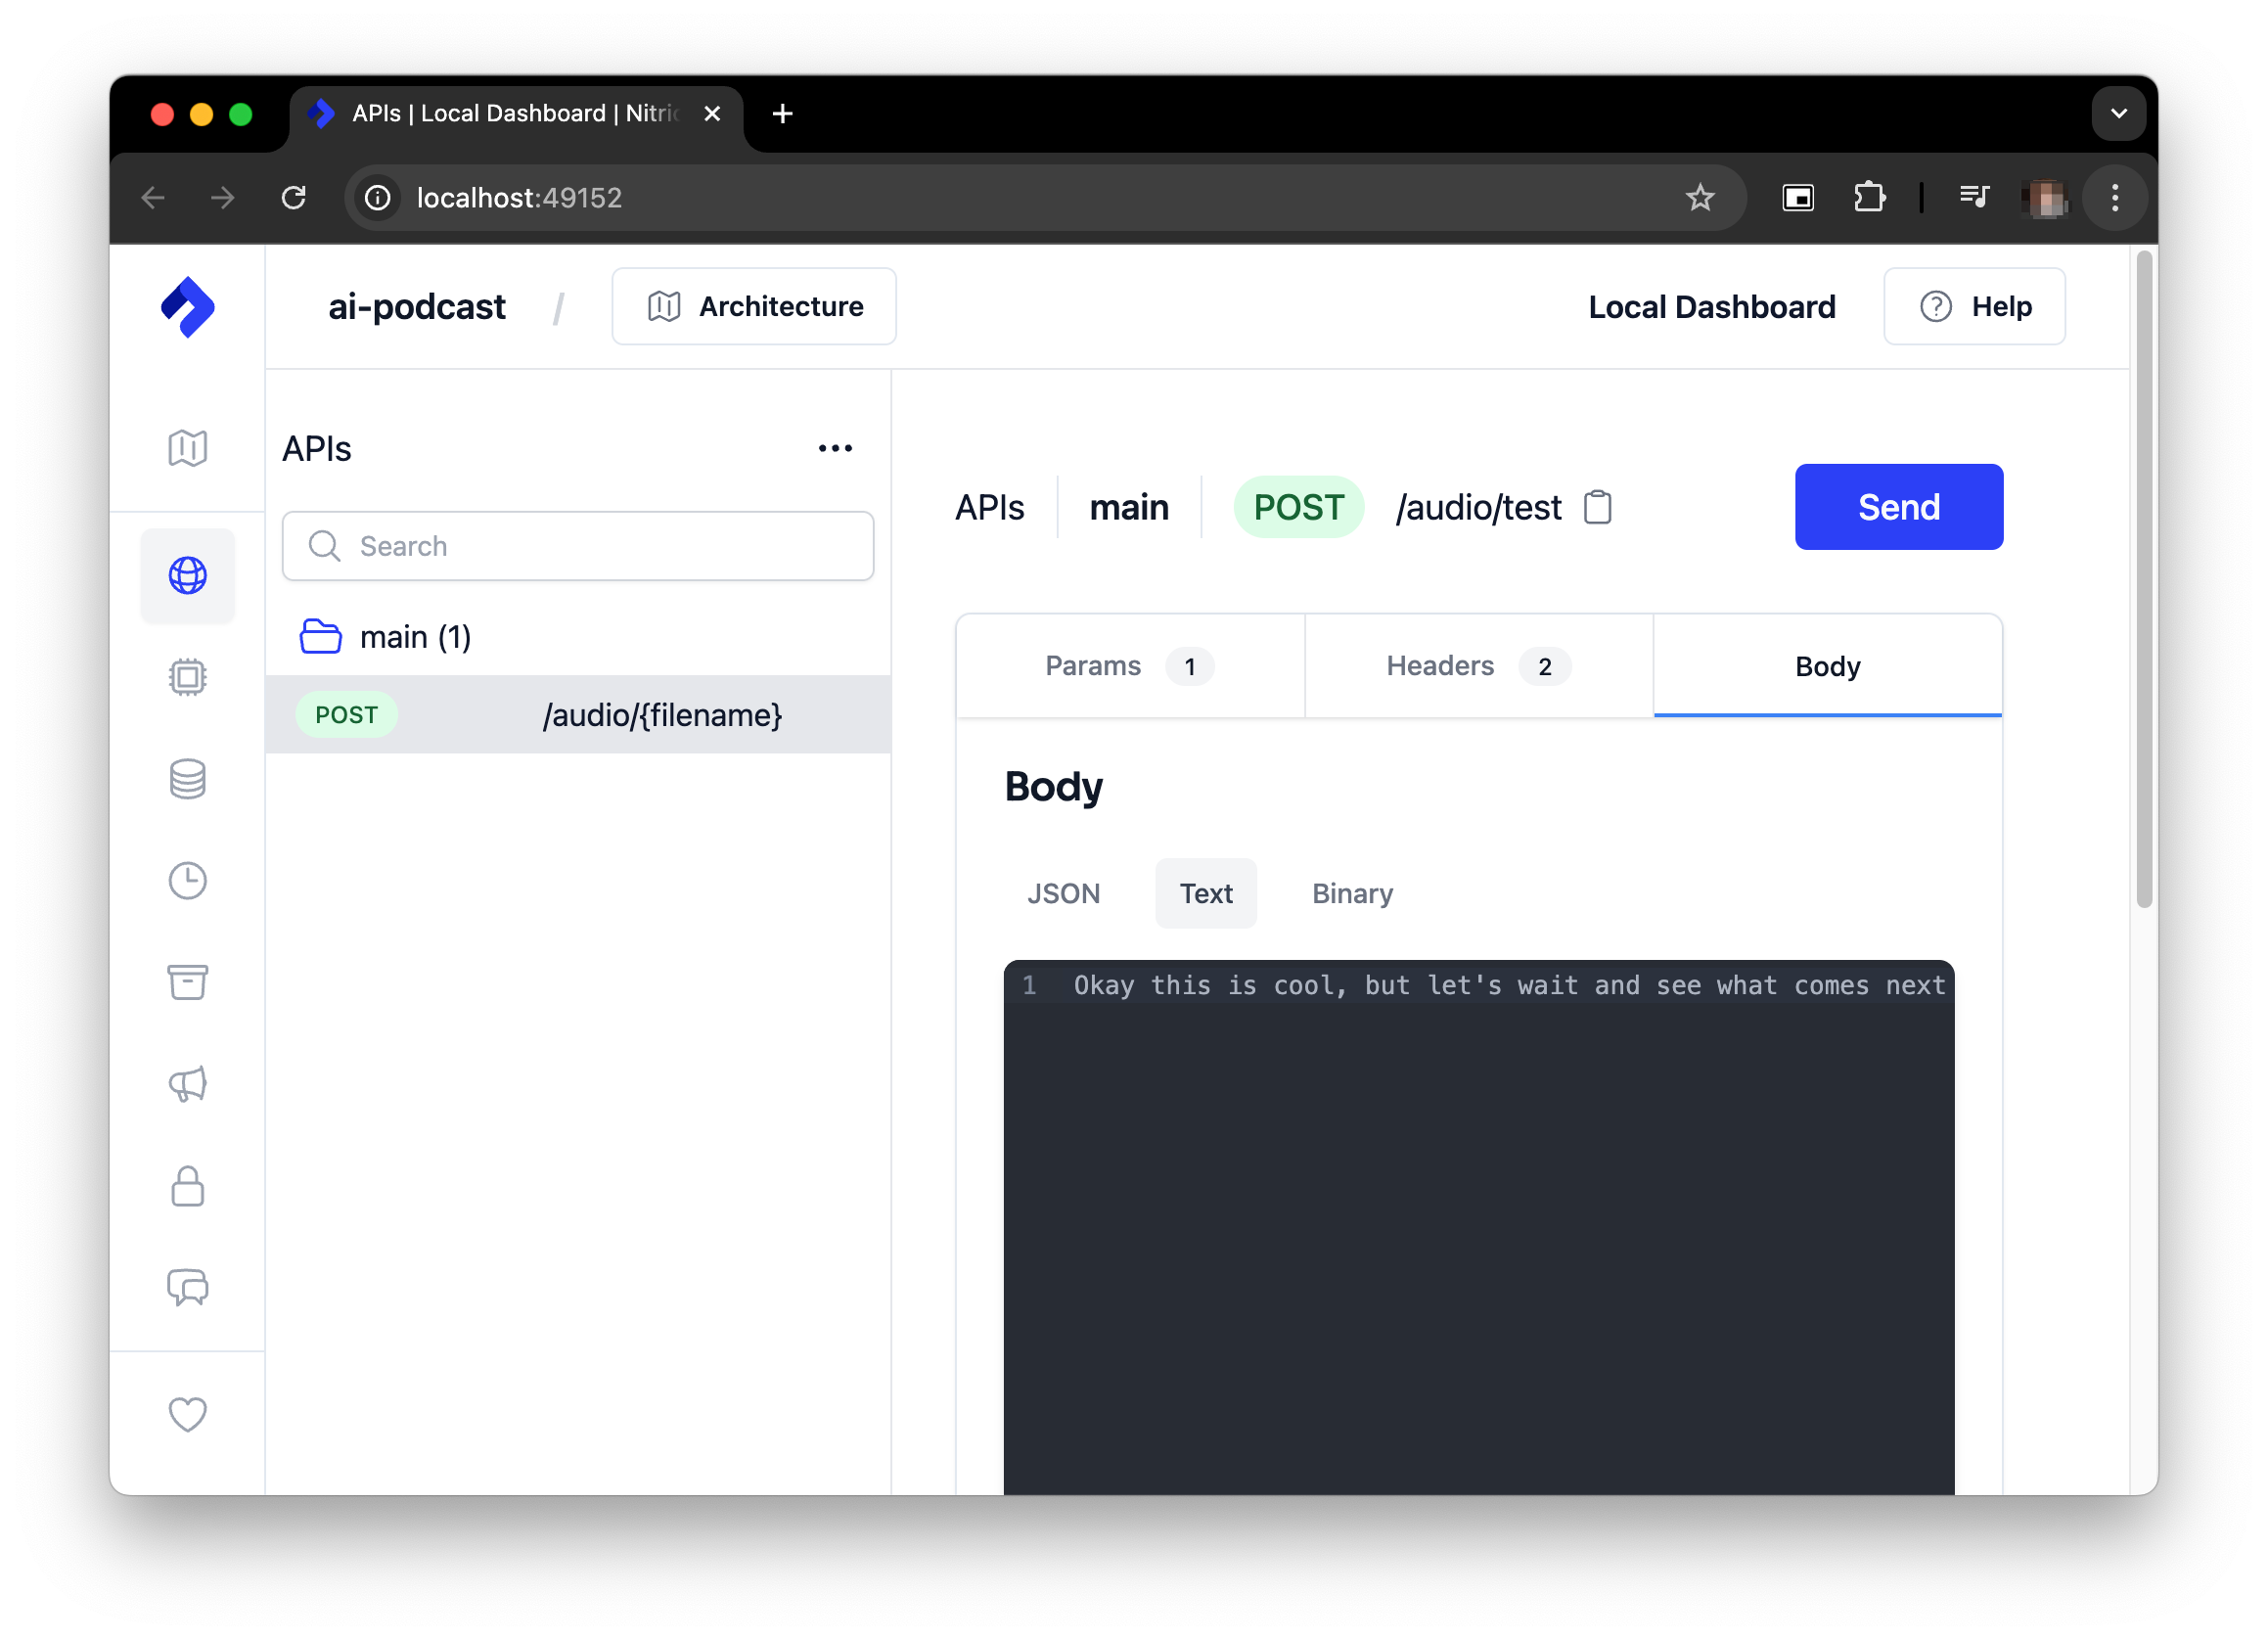 APIs | Local Dashboard | Nitric
localhost:49152
ai-podcast / Architecture
Local Dashboard
Help
APIs
Search
main (1)
POST /audio/{filename}
APIs main POST /audio/test
Send
Params 1
Headers 2
Body
Body
JSON Text Binary
1 Okay this is cool, but let's wait and see what comes next